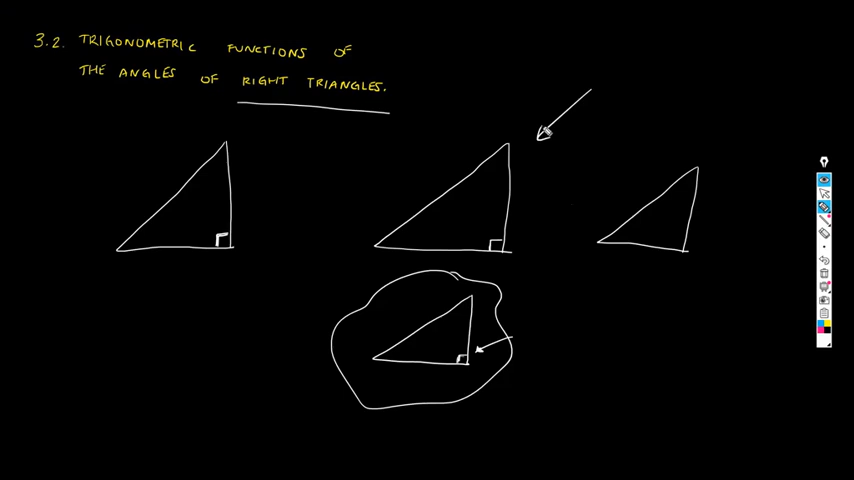 3.2. TRIGONOMETRIC FUNCTIONS OF
THE ANGLES OF RIGHT TRIANGLES.